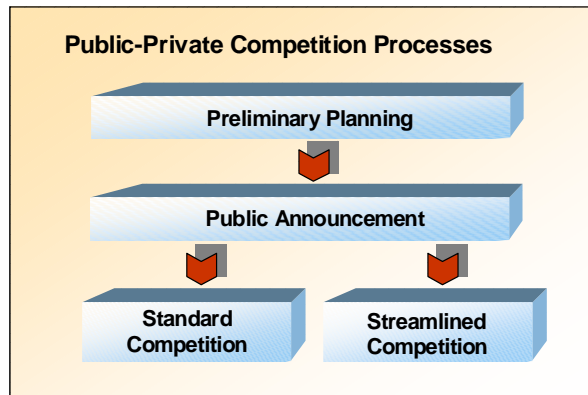 Public-Private Competition Processes
Preliminary Planning
Public Announcement
Standard
Competition
Streamlined
Competition